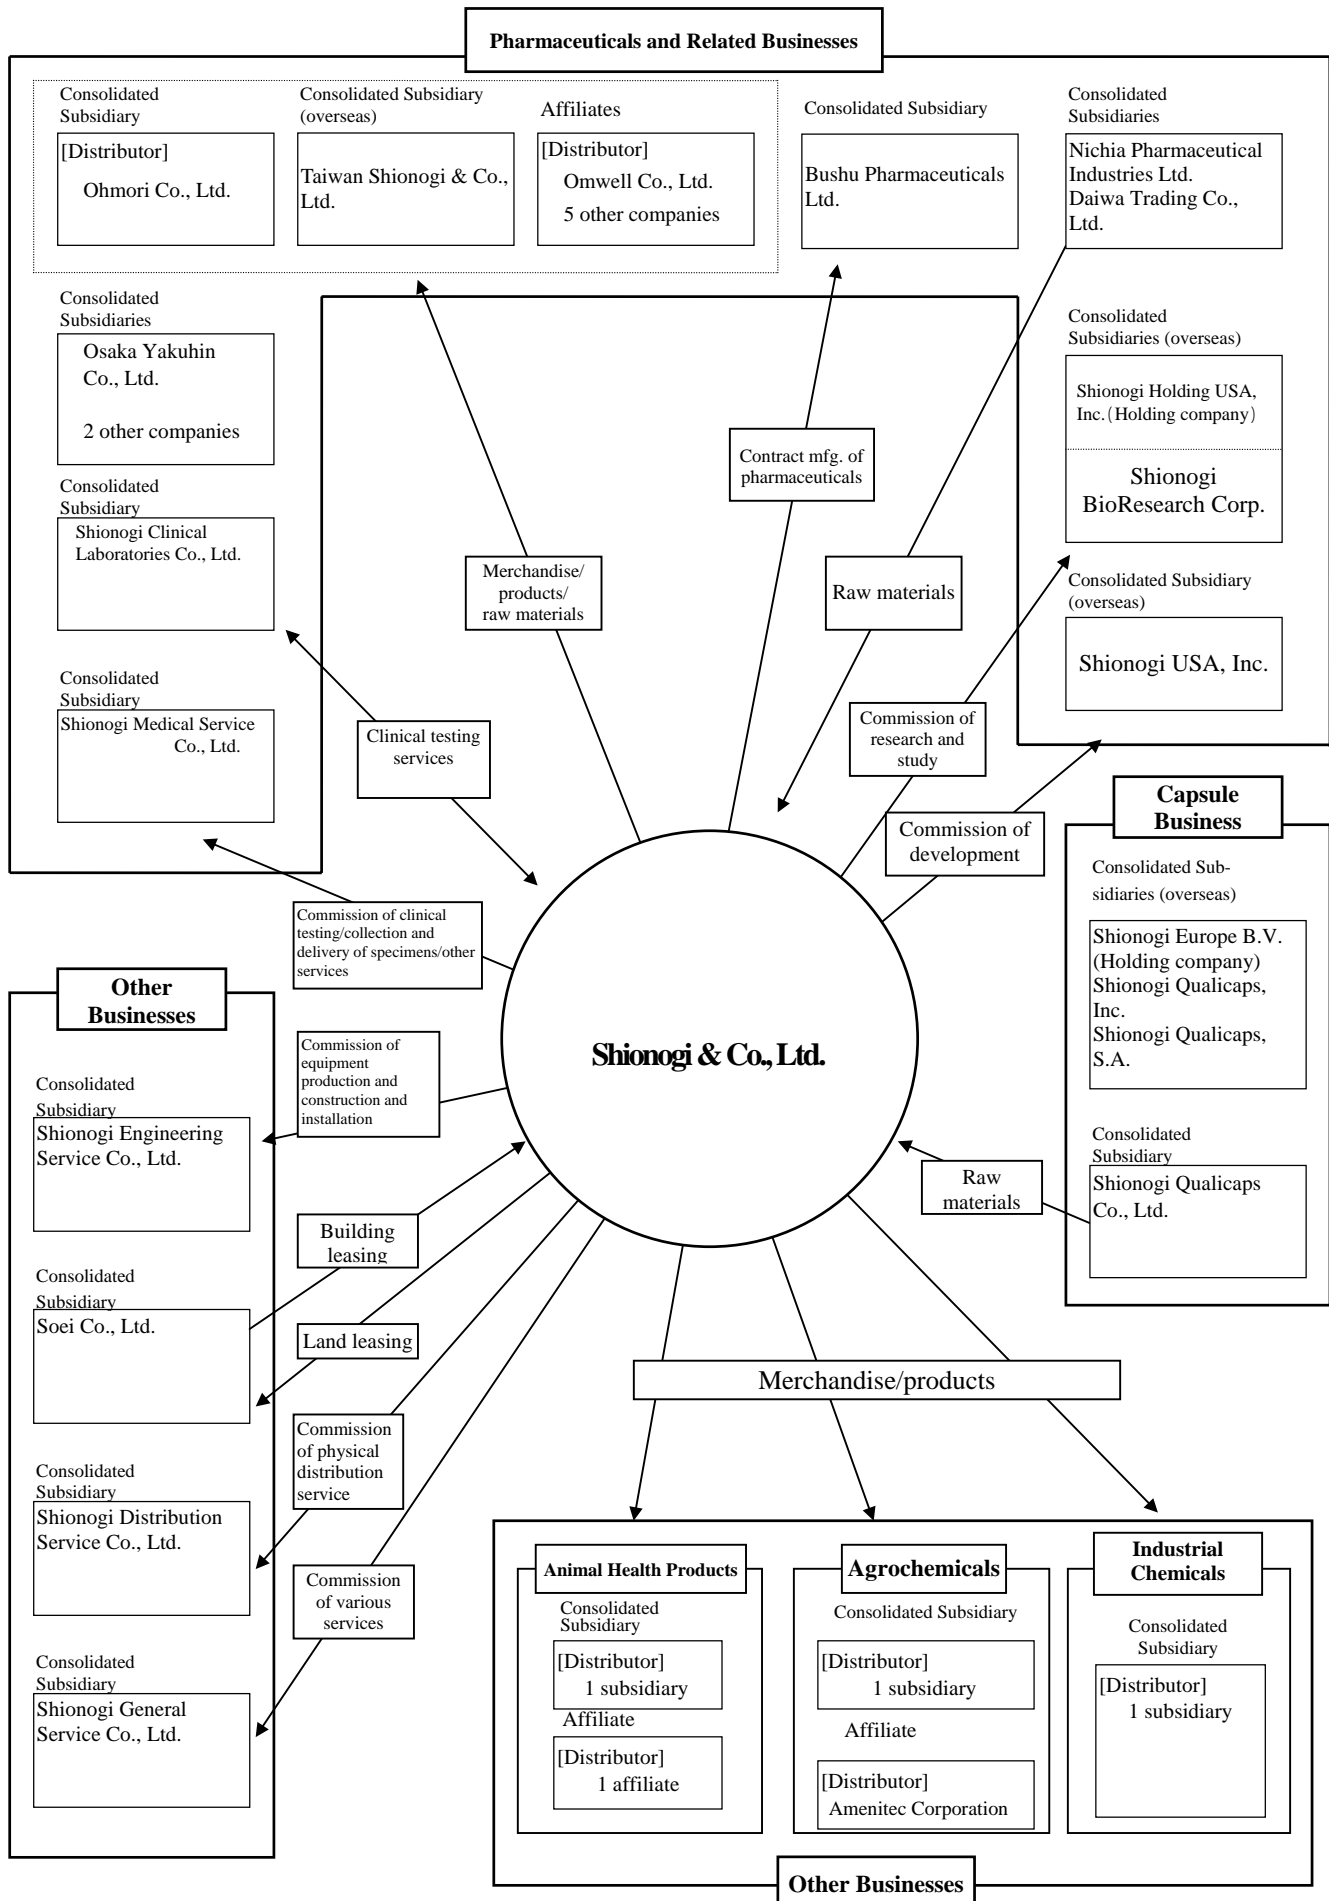 Pharmaceuticals and Related Businesses
Consolidated
Subsidiary
[Distributor]
Ohmori Co., Ltd.
Consolidated Subsidiary
(overseas)
Taiwan Shionogi & Co.,
Ltd.
Affiliates
[Distributor]
Omwell Co., Ltd.
5 other companies
Consolidated Subsidiary
Bushu Pharmaceuticals
Ltd.
Consolidated
Subsidiaries
Nichia Pharmaceutical
Industries Ltd.
Daiwa Trading Co.,
Ltd.
Consolidated
Subsidiaries
Osaka Yakuhin
Co., Ltd.
2 other companies
Consolidated
Subsidiaries (overseas)
Shionogi Holding USA,
Inc.(Holding company)
Shionogi
BioResearch Corp.
Consolidated
Subsidiary
Shionogi Clinical
Laboratories Co., Ltd.
Consolidated Subsidiary
(overseas)
Shionogi USA, Inc.
Consolidated
Subsidiary
Shionogi Medical Service
Co., Ltd.
Contract mfg. of
pharmaceuticals
Merchandise/
products/
raw materials
Raw materials
Clinical testing
services
Commission of
research and
study
Commission of
development
Commission of clinical
testing/collection and
delivery of specimens/other
services
Capsule
Business
Consolidated Sub-
sidiaries (overseas)
Shionogi Europe B.V.
(Holding company)
Shionogi Qualicaps,
Inc.
Shionogi Qualicaps,
S.A.
Consolidated
Subsidiary
Shionogi Qualicaps
Co., Ltd.
Raw
materials
Shionogi & Co., Ltd.
Other
Businesses
Consolidated
Subsidiary
Shionogi Engineering
Service Co., Ltd.
Commission of
equipment
production and
construction and
installation
Consolidated
Subsidiary
Soei Co., Ltd.
Building
leasing
Land leasing
Consolidated
Subsidiary
Shionogi Distribution
Service Co., Ltd.
Commission
of physical
distribution
service
Consolidated
Subsidiary
Shionogi General
Service Co., Ltd.
Commission
of various
services
Merchandise/products
Animal Health Products
Consolidated
Subsidiary
[Distributor]
1 subsidiary
Affiliate
[Distributor]
1 affiliate
Agrochemicals
Consolidated Subsidiary
[Distributor]
1 subsidiary
Affiliate
[Distributor]
Amenitec Corporation
Industrial
Chemicals
Consolidated
Subsidiary
[Distributor]
1 subsidiary
Other Businesses